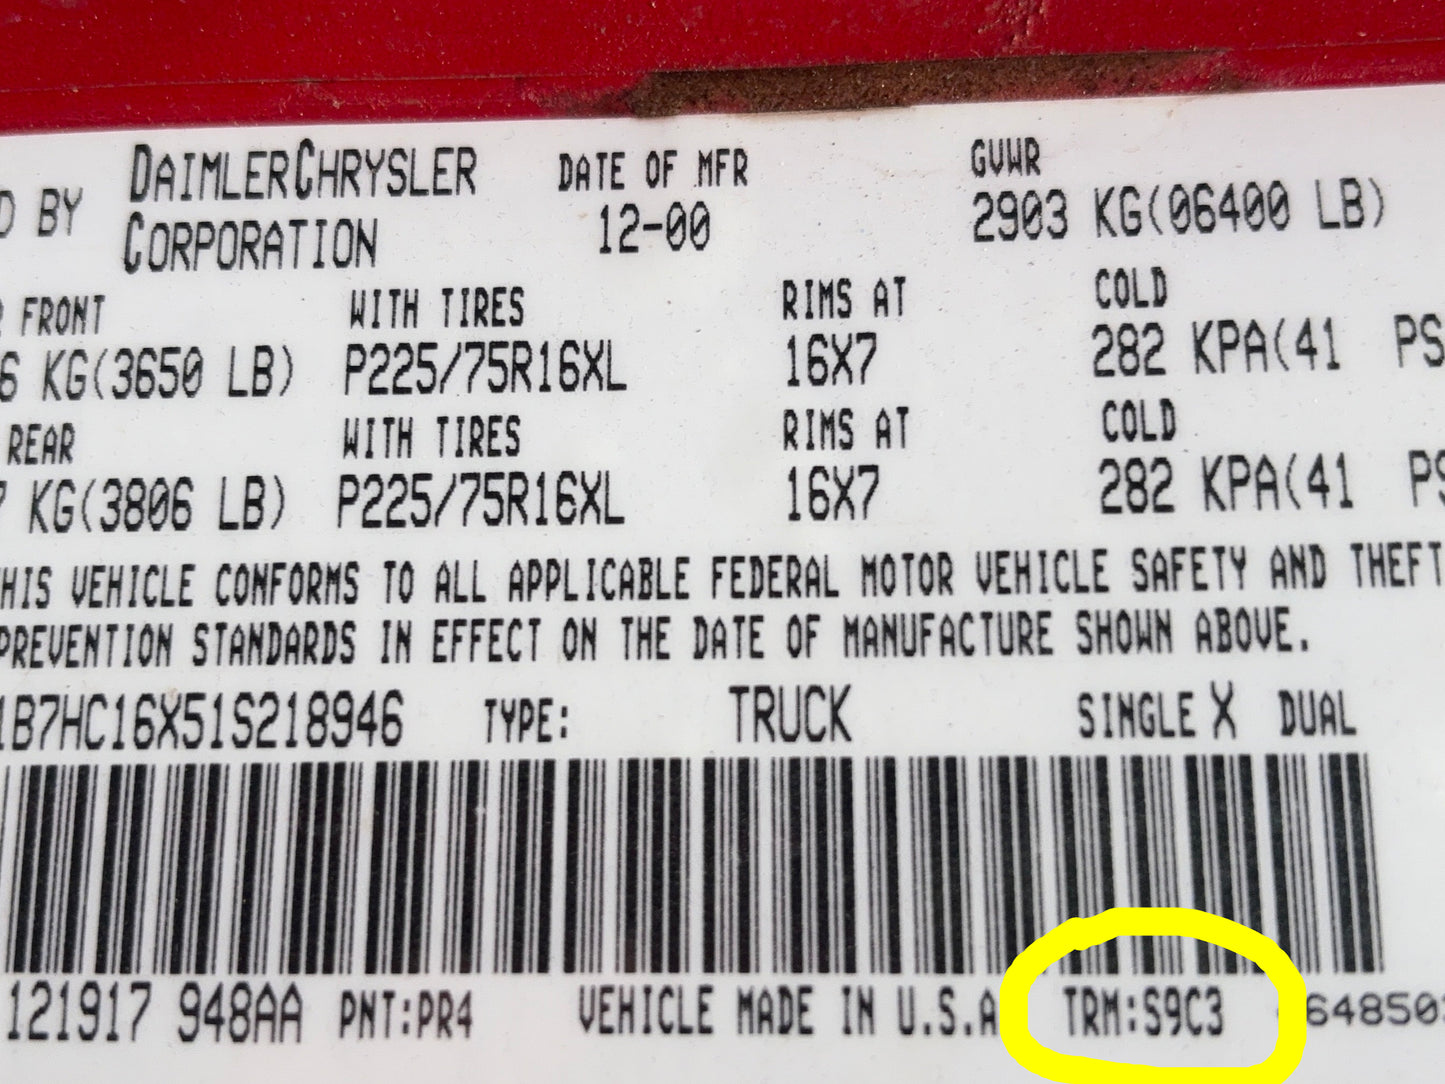 D BY DAIMLERCHRYSLER CORPORATION DATE OF MFR 12-00 GVWR 2903 KG(06400 LB)
FRONT WITH TIRES RIMS AT COLD
6 KG(3650 LB) P225/75R16XL 16X7 282 KPA(41 PS
REAR WITH TIRES RIMS AT COLD
7 KG(3806 LB) P225/75R16XL 16X7 282 KPA(41 PS
HIS VEHICLE CONFORMS TO ALL APPLICABLE FEDERAL MOTOR VEHICLE SAFETY AND THEFT
PREVENTION STANDARDS IN EFFECT ON THE DATE OF MANUFACTURE SHOWN ABOVE.
1B7HC16X51S218946 TYPE: TRUCK SINGLE X DUAL
121917 948AA PNT:PR4 VEHICLE MADE IN U.S.A TRM:S9C3 648503